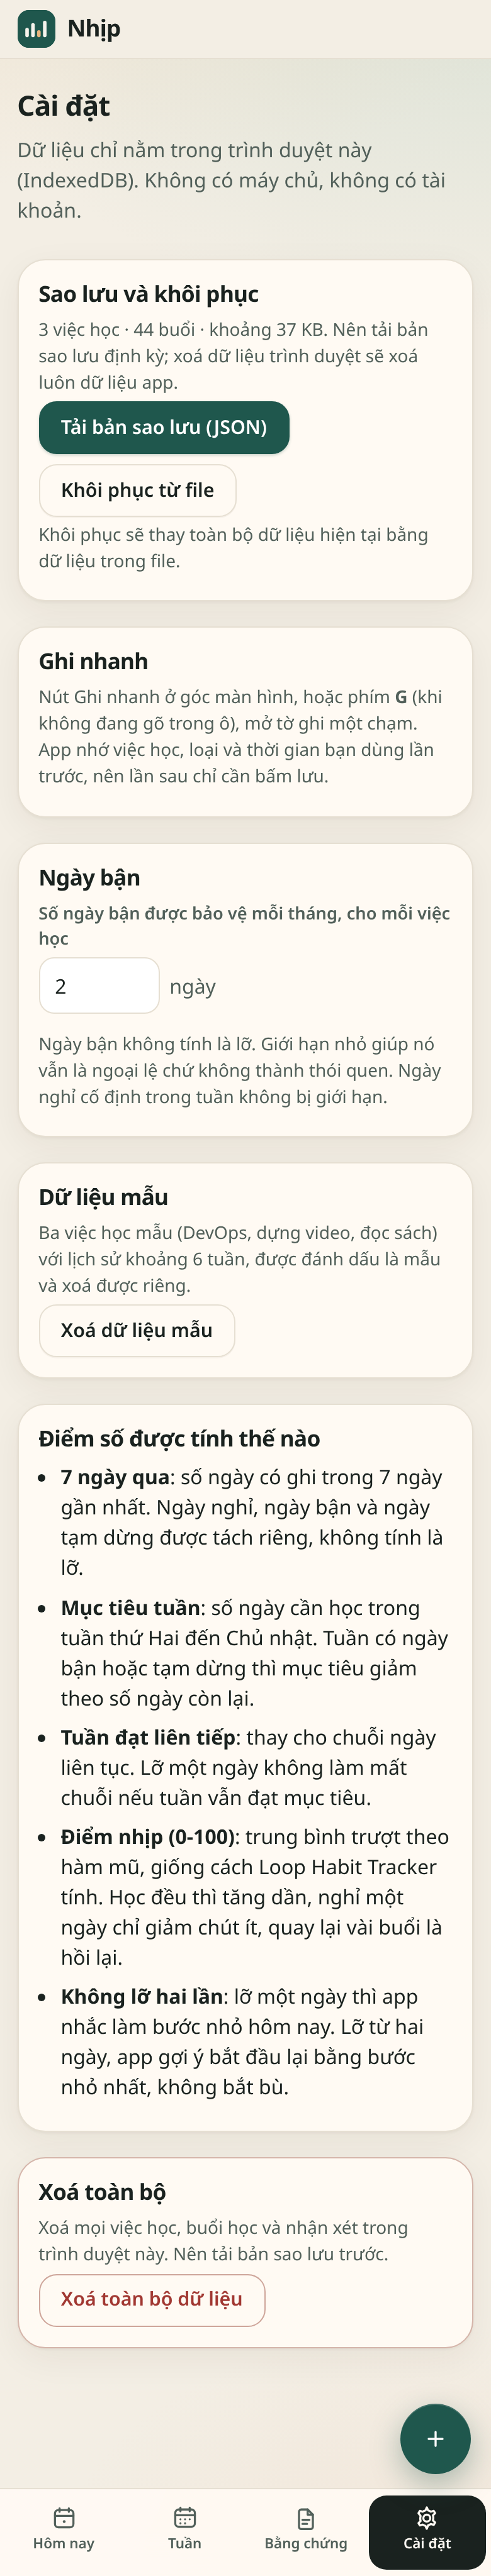 Nhịp
Cài đặt
Dữ liệu chỉ nằm trong trình duyệt này
(IndexedDB). Không có máy chủ, không có tài
khoản.
Sao lưu và khôi phục
3 việc học · 44 buổi · khoảng 37 KB. Nên tải bản
sao lưu định kỳ; xoá dữ liệu trình duyệt sẽ xoá
luôn dữ liệu app.
Tải bản sao lưu (JSON)
Khôi phục từ file
Khôi phục sẽ thay toàn bộ dữ liệu hiện tại bằng
dữ liệu trong file.
Ghi nhanh
Nút Ghi nhanh ở góc màn hình, hoặc phím G (khi
không đang gõ trong ô), mở tờ ghi một chạm.
App nhớ việc học, loại và thời gian bạn dùng lần
trước, nên lần sau chỉ cần bấm lưu.
Ngày bận
Số ngày bận được bảo vệ mỗi tháng, cho mỗi việc
học
2 ngày
Ngày bận không tính là lỡ. Giới hạn nhỏ giúp nó
vẫn là ngoại lệ chứ không thành thói quen. Ngày
nghỉ cố định trong tuần không bị giới hạn.
Dữ liệu mẫu
Ba việc học mẫu (DevOps, dựng video, đọc sách)
với lịch sử khoảng 6 tuần, được đánh dấu là mẫu
và xoá được riêng.
Xoá dữ liệu mẫu
Điểm số được tính thế nào
• 7 ngày qua: số ngày có ghi trong 7 ngày
gần nhất. Ngày nghỉ, ngày bận và ngày
tạm dừng được tách riêng, không tính là
lỡ.
• Mục tiêu tuần: số ngày cần học trong
tuần thứ Hai đến Chủ nhật. Tuần có ngày
bận hoặc tạm dừng thì mục tiêu giảm
theo số ngày còn lại.
• Tuần đạt liên tiếp: thay cho chuỗi ngày
liên tục. Lỡ một ngày không làm mất
chuỗi nếu tuần vẫn đạt mục tiêu.
• Điểm nhịp (0-100): trung bình trượt theo
hàm mũ, giống cách Loop Habit Tracker
tính. Học đều thì tăng dần, nghỉ một
ngày chỉ giảm chút ít, quay lại vài buổi là
hồi lại.
• Không lỡ hai lần: lỡ một ngày thì app
nhắc làm bước nhỏ hôm nay. Lỡ từ hai
ngày, app gợi ý bắt đầu lại bằng bước
nhỏ nhất, không bắt bù.
Xoá toàn bộ
Xoá mọi việc học, buổi học và nhận xét trong
trình duyệt này. Nên tải bản sao lưu trước.
Xoá toàn bộ dữ liệu
+
Hôm nay
Tuần
Bằng chứng
Cài đặt